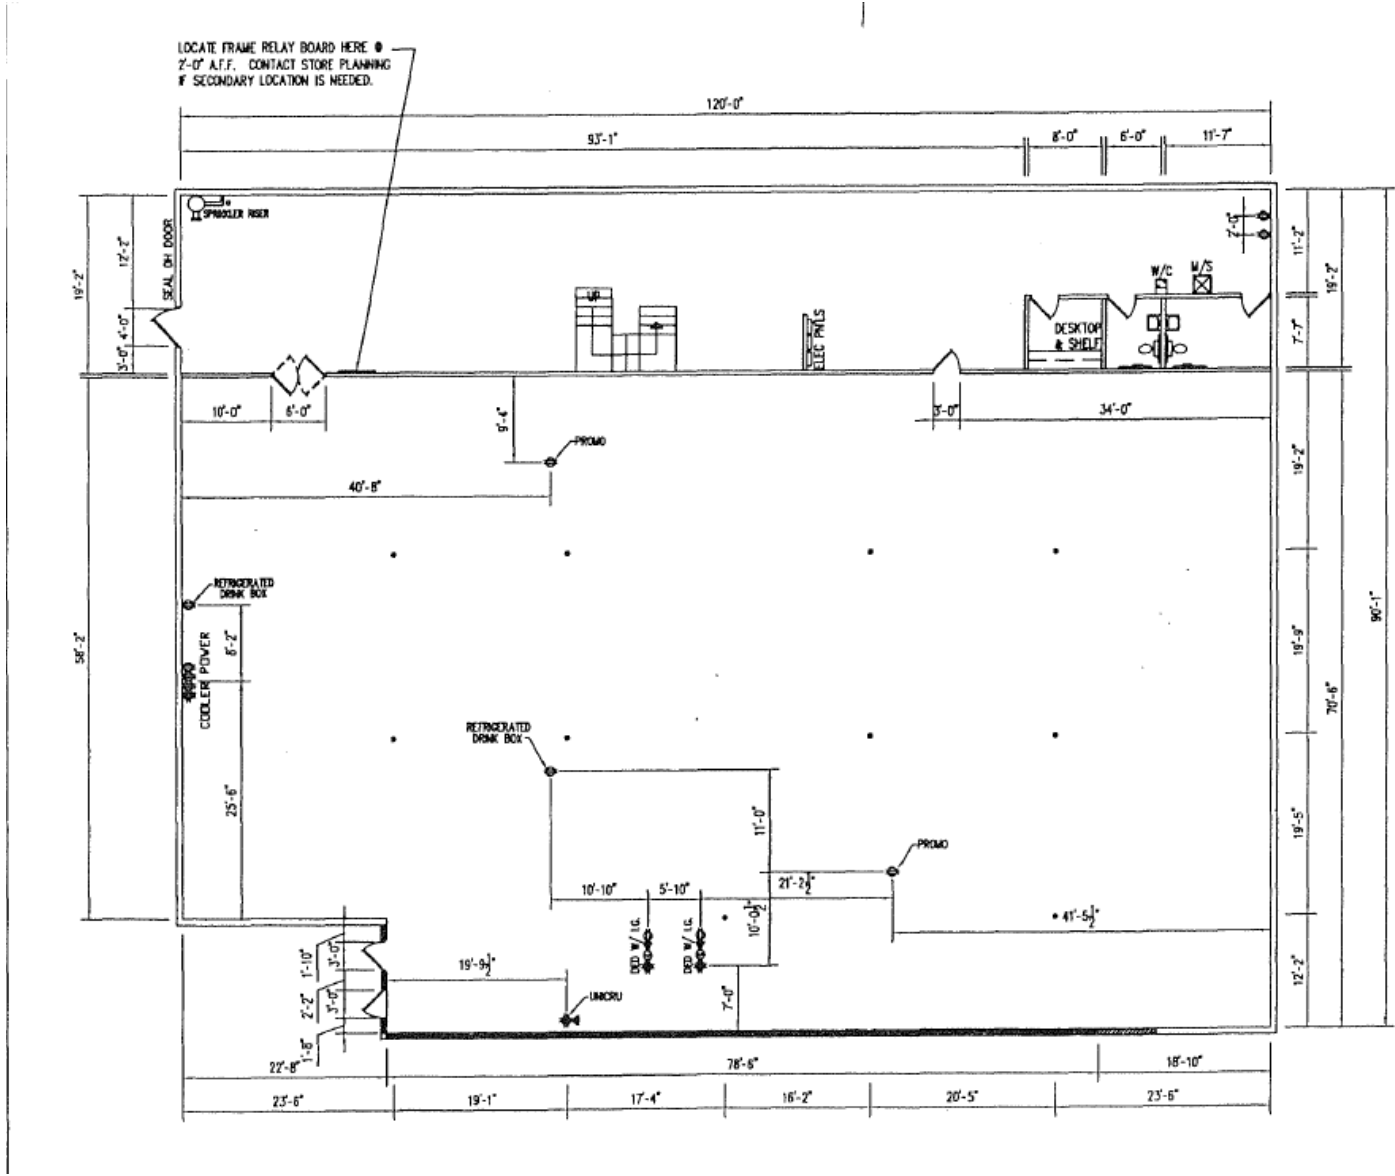 LOCATE FRAME RELAY BOARD HERE @
2'-0" A.F.F. CONTACT STORE PLANNING
IF SECONDARY LOCATION IS NEEDED.
120'-0"
93'-1"
8'-0"
6'-0"
11'-7"
SPRINKLER RISER
SEAL OH DOOR
19'-2"
12'-2"
4'-0"
3'-0"
UP
ELEC PNLS
DESKTOP
& SHELF
W/C
M/S
2'-0"
11'-2"
7'-7"
19'-2"
10'-0"
6'-0"
9'-4"
3'-0"
34'-0"
PROMO
40'-8"
19'-2"
REFRIGERATED
DRINK BOX
8'-2"
COOLER POWER
58'-2"
25'-6"
19'-9"
90'-1"
70'-6"
REFRIGERATED
DRINK BOX
11'-0"
19'-5"
PROMO
10'-10"
5'-10"
21'-2½"
10'-0½"
41'-5½"
DED W/ I.G.
DED W/ I.G.
19'-9½"
7'-0"
12'-2"
UNICRU
1'-10"
3'-0"
2'-2"
3'-0"
1'-8"
22'-8"
78'-6"
18'-10"
23'-6"
19'-1"
17'-4"
16'-2"
20'-5"
23'-6"